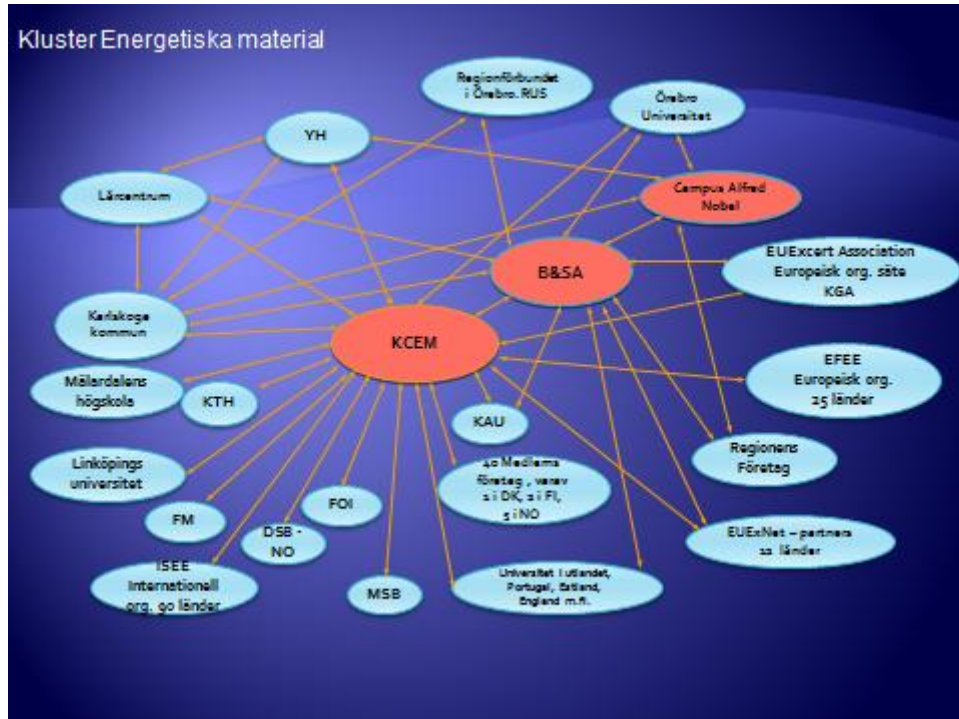 Kluster Energetiska material
Regionförbundet
i Örebro. RUS
Örebro
Universitet
YH
Lärcentrum
Campus Alfred
Nobel
B&SA
EUExcert Association
Europeisk org. säte
KGA
Karlskoga
kommun
KCEM
Mälardalens
högskola
KTH
EFEE
Europeisk org.
25 länder
KAU
Regionens
Företag
Linköpings
universitet
40 Medlems
företag , varav
i DK, i FI,
5 i NO
FM
FOI
DSB -
NO
EUExNet – partners
länder
ISEE
Internationell
org. 90 länder
MSB
Universitet i utlandet,
Portugal, Estland,
England m.fl.